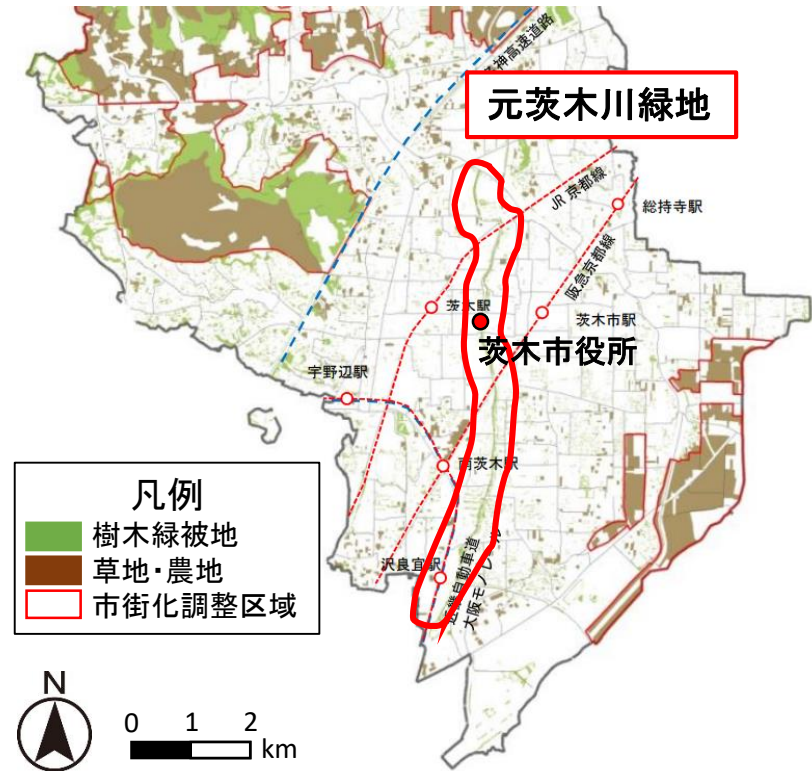 名神高速道路
元茨木川緑地
JR 京都線
総持寺駅
阪急京都線
茨木駅
茨木市駅
茨木市役所
宇野辺駅
南茨木駅
沢良宜駅
近畿自動車道
大阪モノレール
凡例
樹木緑被地
草地・農地
市街化調整区域
N
0 1 2
km